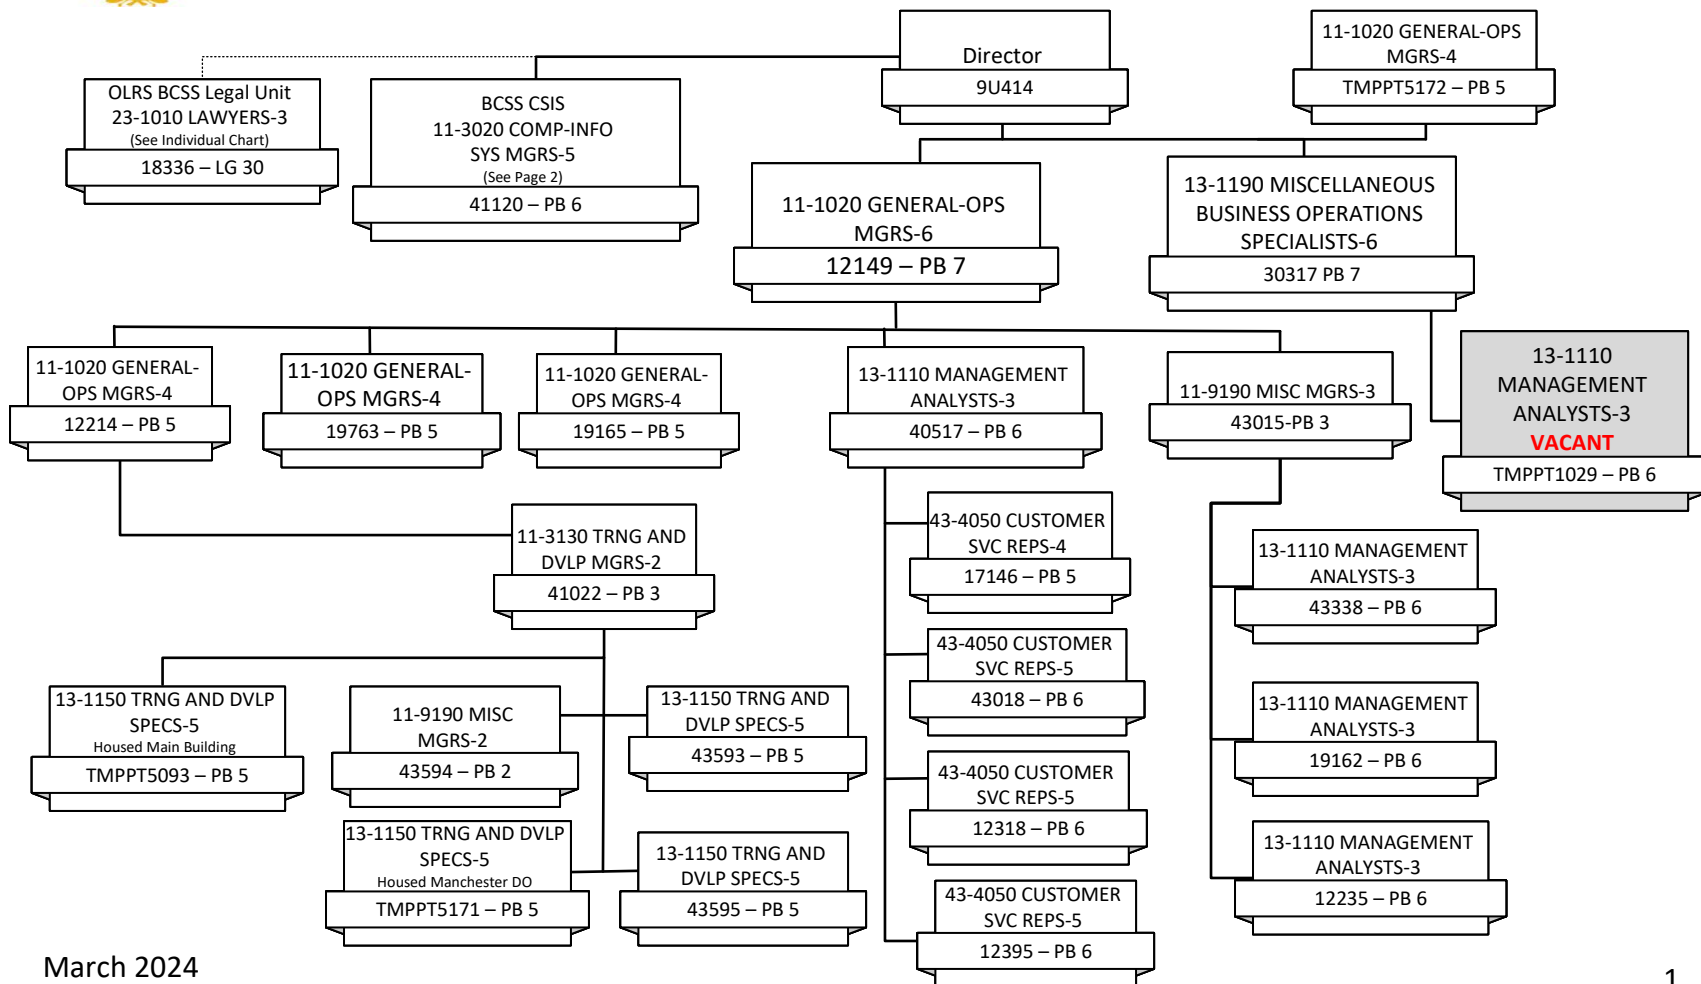 Director
9U414
11-1020 GENERAL-OPS
MGRS-4
TMPPT5172 – PB 5
OLRS BCSS Legal Unit
23-1010 LAWYERS-3
(See Individual Chart)
18336 – LG 30
BCSS CSIS
11-3020 COMP-INFO
SYS MGRS-5
(See Page 2)
41120 – PB 6
11-1020 GENERAL-OPS
MGRS-6
12149 – PB 7
13-1190 MISCELLANEOUS
BUSINESS OPERATIONS
SPECIALISTS-6
30317 PB 7
11-1020 GENERAL-
OPS MGRS-4
12214 – PB 5
11-1020 GENERAL-
OPS MGRS-4
19763 – PB 5
11-1020 GENERAL-
OPS MGRS-4
19165 – PB 5
13-1110 MANAGEMENT
ANALYSTS-3
40517 – PB 6
11-9190 MISC MGRS-3
43015-PB 3
13-1110
MANAGEMENT
ANALYSTS-3
VACANT
TMPPT1029 – PB 6
11-3130 TRNG AND
DVLP MGRS-2
41022 – PB 3
43-4050 CUSTOMER
SVC REPS-4
17146 – PB 5
13-1110 MANAGEMENT
ANALYSTS-3
43338 – PB 6
43-4050 CUSTOMER
SVC REPS-5
43018 – PB 6
13-1150 TRNG AND DVLP
SPECS-5
Housed Main Building
TMPPT5093 – PB 5
11-9190 MISC
MGRS-2
43594 – PB 2
13-1150 TRNG AND
DVLP SPECS-5
43593 – PB 5
13-1110 MANAGEMENT
ANALYSTS-3
19162 – PB 6
43-4050 CUSTOMER
SVC REPS-5
12318 – PB 6
13-1150 TRNG AND DVLP
SPECS-5
Housed Manchester DO
TMPPT5171 – PB 5
13-1150 TRNG AND
DVLP SPECS-5
43595 – PB 5
13-1110 MANAGEMENT
ANALYSTS-3
12235 – PB 6
43-4050 CUSTOMER
SVC REPS-5
12395 – PB 6
March 2024
1